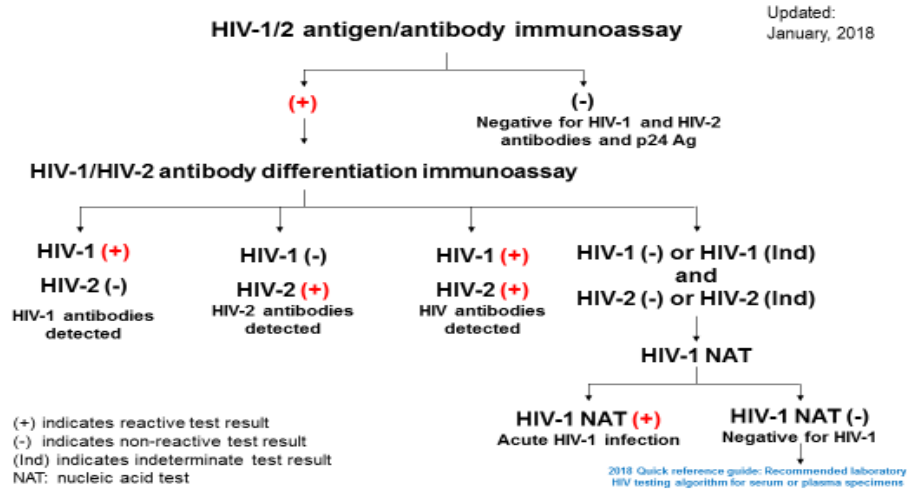 HIV-1/2 antigen/antibody immunoassay
Updated:
January, 2018
(+)
(-)
Negative for HIV-1 and HIV-2
antibodies and p24 Ag
HIV-1/HIV-2 antibody differentiation immunoassay
HIV-1 (+)
HIV-2 (-)
HIV-1 antibodies
detected
HIV-1 (-)
HIV-2 (+)
HIV-2 antibodies
detected
HIV-1 (+)
HIV-2 (+)
HIV antibodies
detected
HIV-1 (-) or HIV-1 (Ind)
and
HIV-2 (-) or HIV-2 (Ind)
HIV-1 NAT
HIV-1 NAT (+)
Acute HIV-1 infection
HIV-1 NAT (-)
Negative for HIV-1
(+) indicates reactive test result
(-) indicates non-reactive test result
(Ind) indicates indeterminate test result
NAT: nucleic acid test
2018 Quick reference guide: Recommended laboratory
HIV testing algorithm for serum or plasma specimens